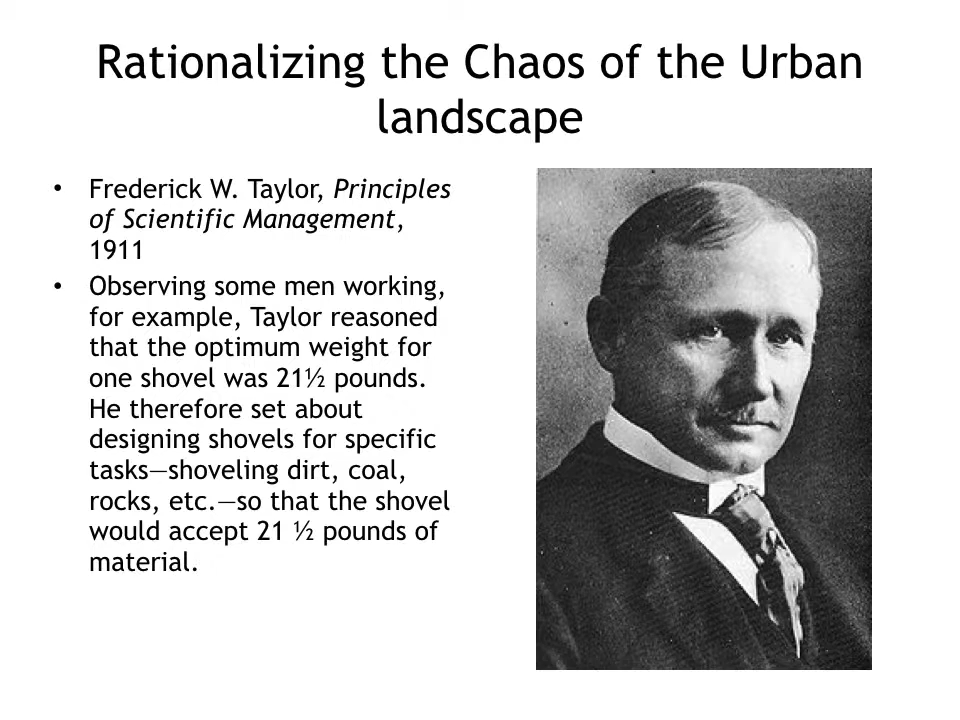 Rationalizing the Chaos of the Urban
landscape
• Frederick W. Taylor, Principles
of Scientific Management,
1911
• Observing some men working,
for example, Taylor reasoned
that the optimum weight for
one shovel was 21½ pounds.
He therefore set about
designing shovels for specific
tasks—shoveling dirt, coal,
rocks, etc.—so that the shovel
would accept 21 ½ pounds of
material.